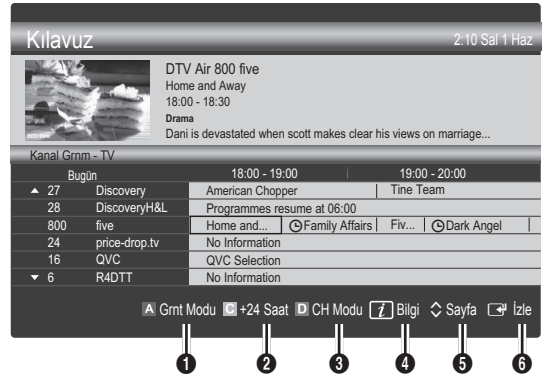 Kılavuz 2:10 Sal 1 Haz
DTV Air 800 five
Home and Away
18:00 - 18:30
Drama
Dani is devastated when scott makes clear his views on marriage...
800 five
Kanal Grnm - TV
Bugün 18:00 - 19:00 19:00 - 20:00
▲ 27 Discovery American Chopper Tine Team
28 DiscoveryH&L Programmes resume at 06:00
800 five Home and... Family Affairs Fiv... Dark Angel
24 price-drop.tv No Information
16 QVC QVC Selection
▼ 6 R4DTT No Information
A Grnt Modu C +24 Saat D CH Modu i Bilgi Sayfa İzle
1 2 3 4 5 6